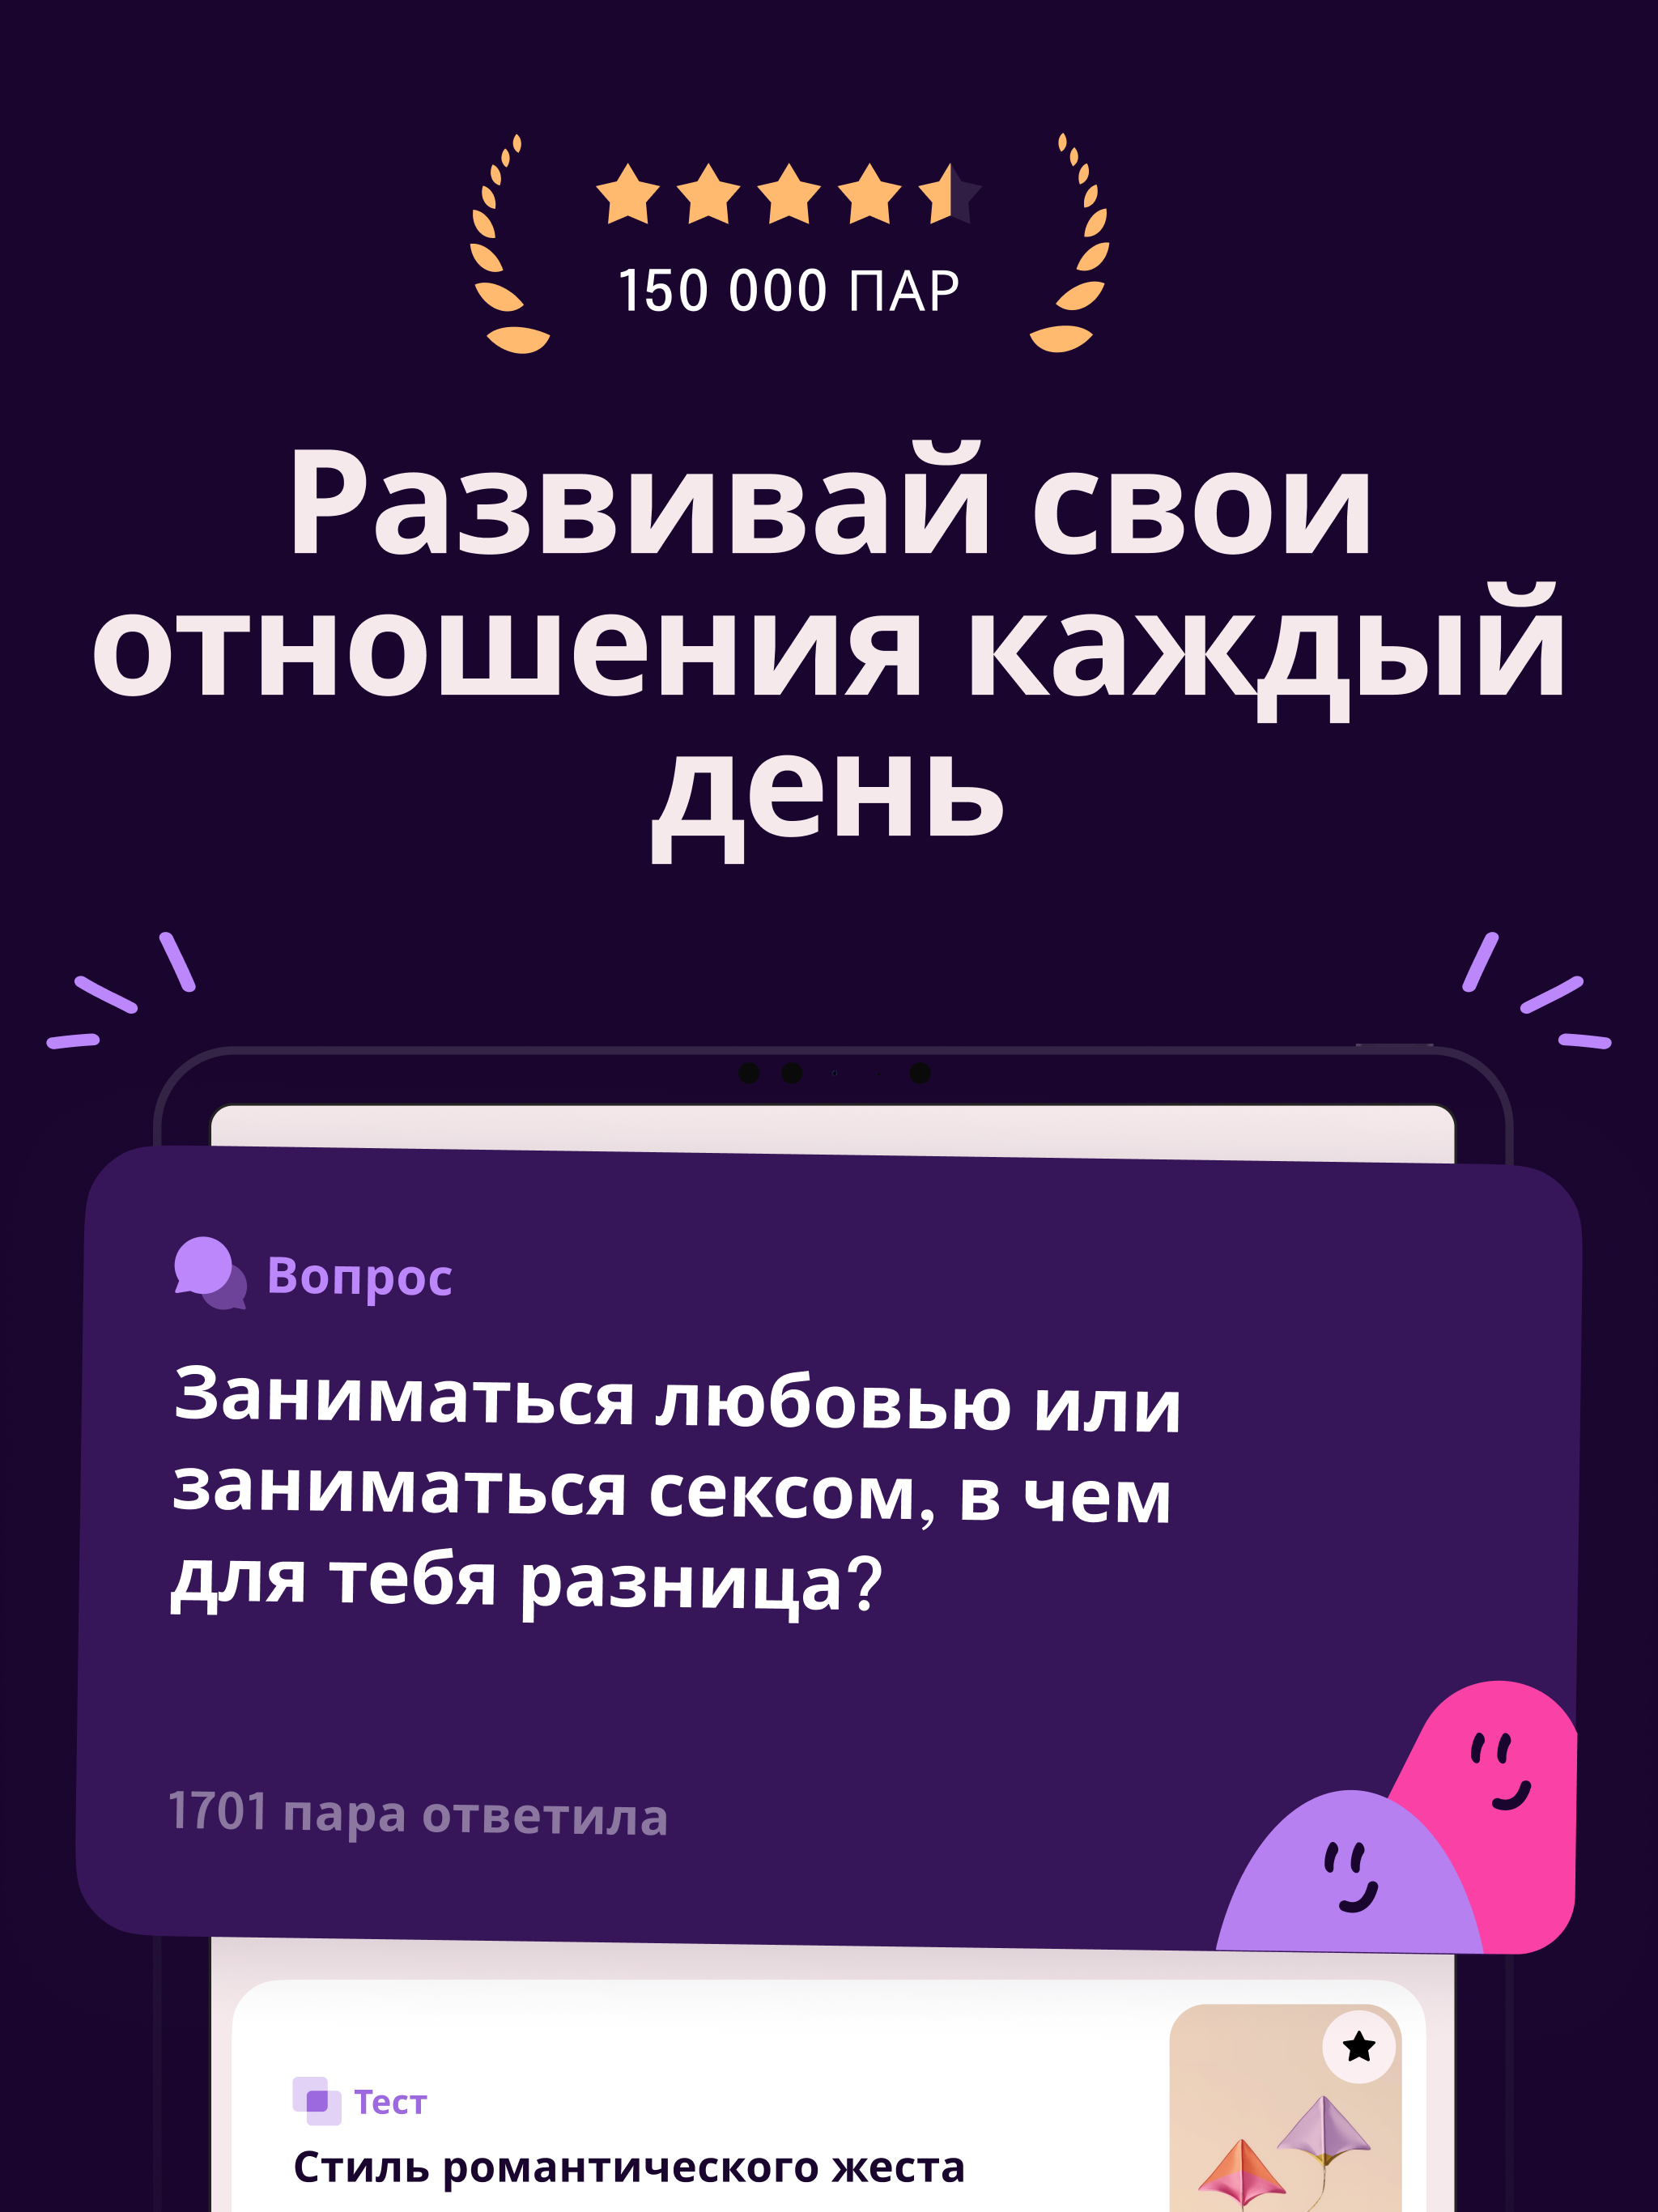 150 000 ПАР
Развивай свои
отношения каждый
день
Вопрос
Заниматься любовью или
заниматься сексом, в чем
для тебя разница?
1701 пара ответила
Тест
Стиль романтического жеста